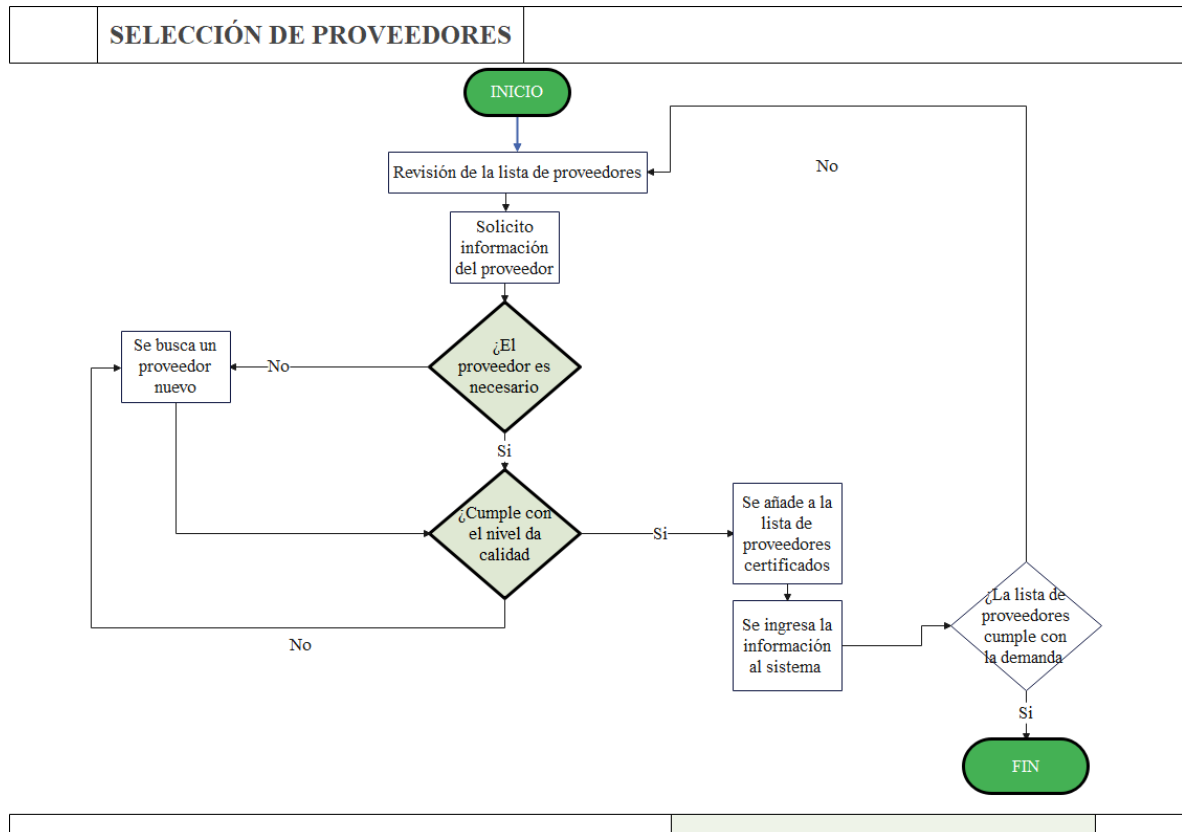 SELECCIÓN DE PROVEEDORES
INICIO
Revisión de la lista de proveedores
No
Solicito
información
del proveedor
¿El
proveedor es
necesario
No
Se busca un
proveedor
nuevo
Si
¿Cumple con
el nivel da
calidad
Si
Se añade a la
lista de
proveedores
certificados
No
Se ingresa la
información
al sistema
¿La lista de
proveedores
cumple con
la demanda
Si
FIN